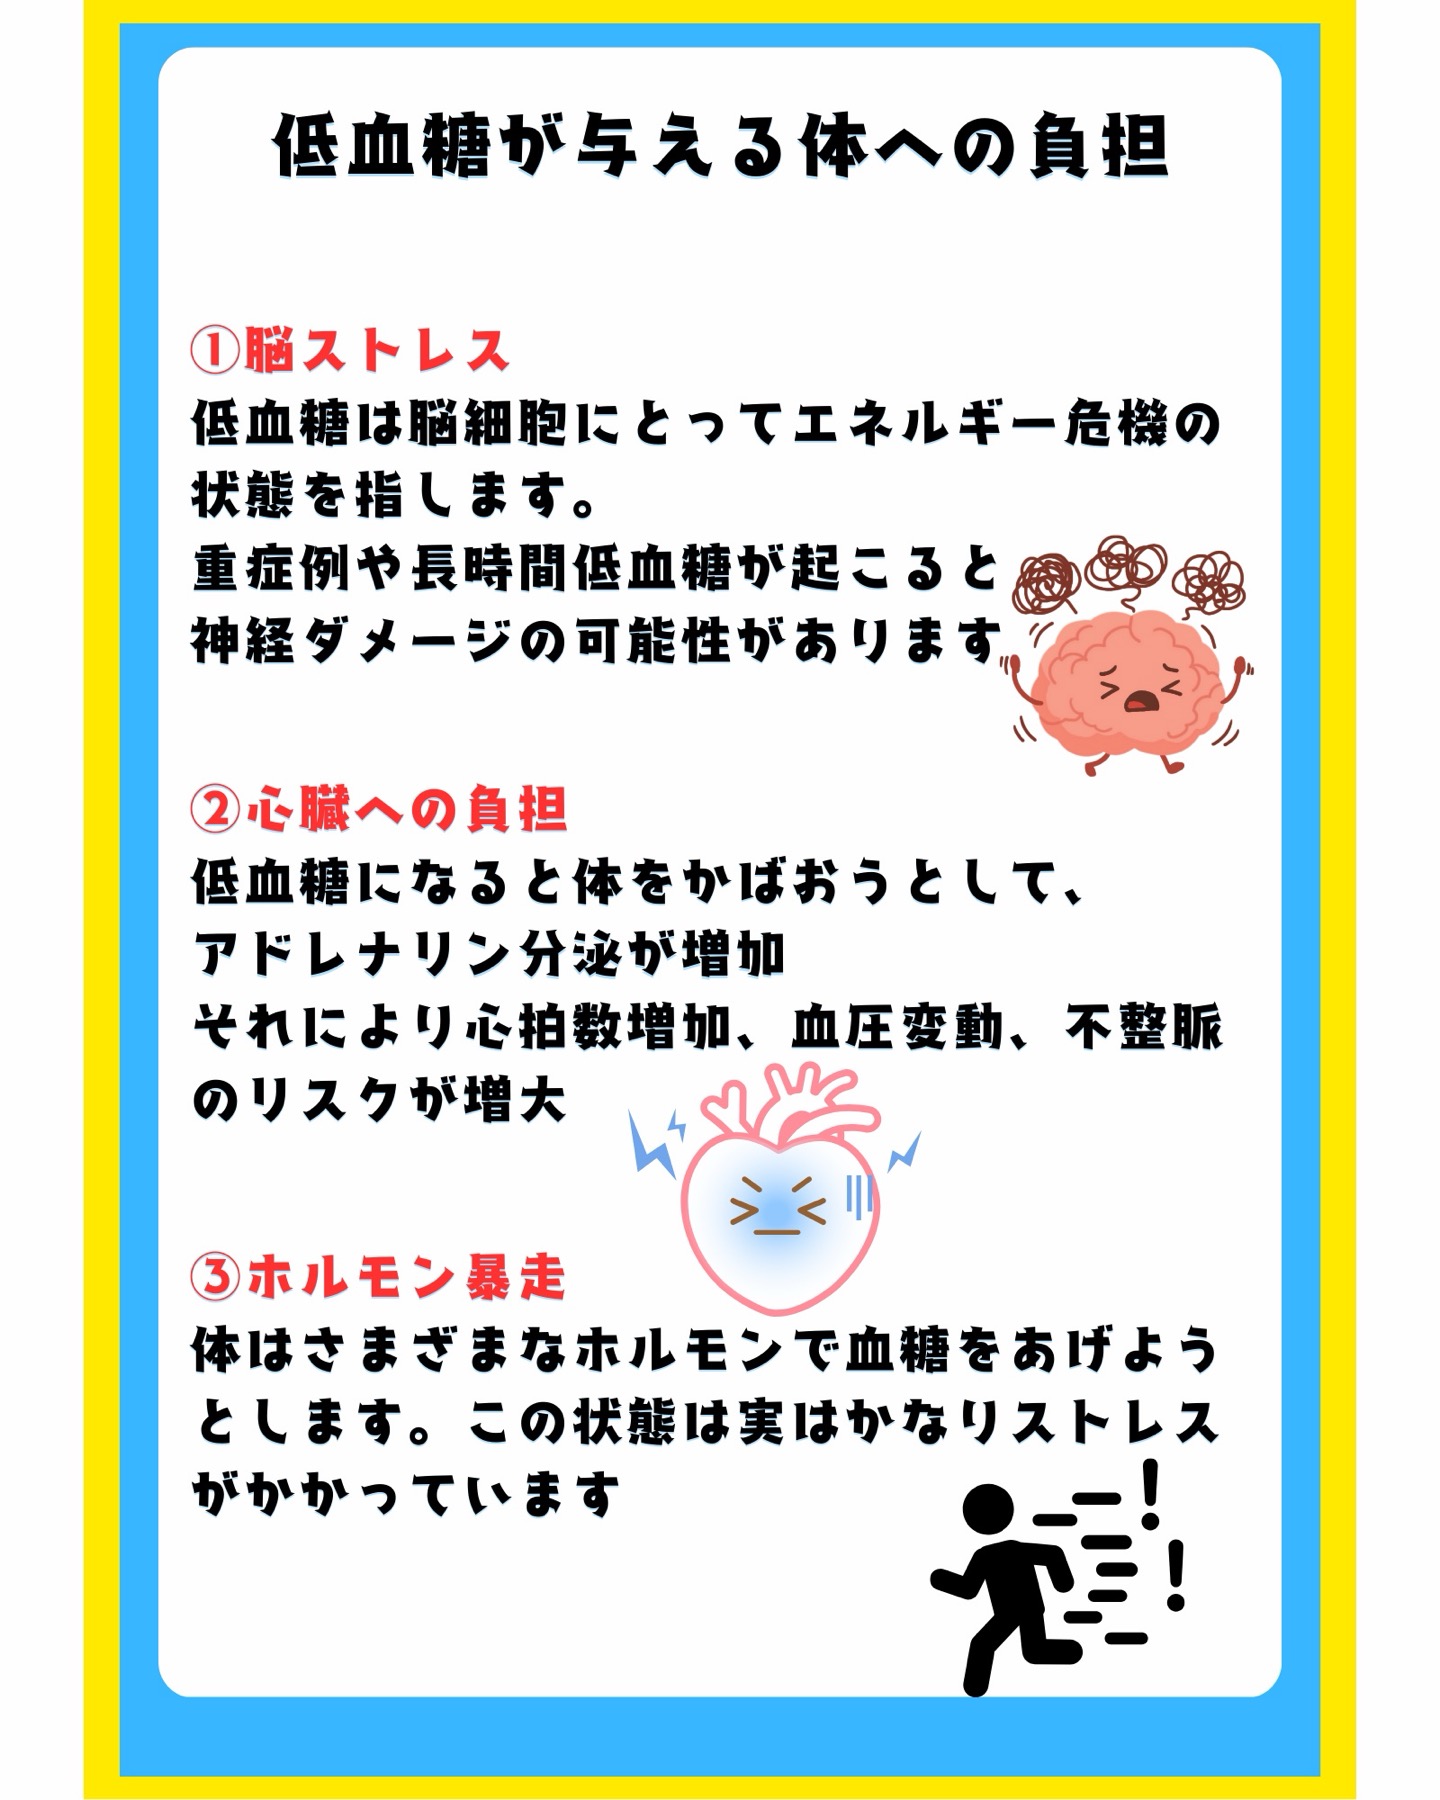 低血糖が与える体への負担
①脳ストレス
低血糖は脳細胞にとってエネルギー危機の
状態を指します。
重症例や長時間低血糖が起こると
神経ダメージの可能性があります
②心臓への負担
低血糖になると体をかばおうとして、
アドレナリン分泌が増加
それにより心拍数増加、血圧変動、不整脈
のリスクが増大
③ホルモン暴走
体はさまざまなホルモンで血糖をあげよう
とします。この状態は実はかなりストレス
がかかっています
!
!